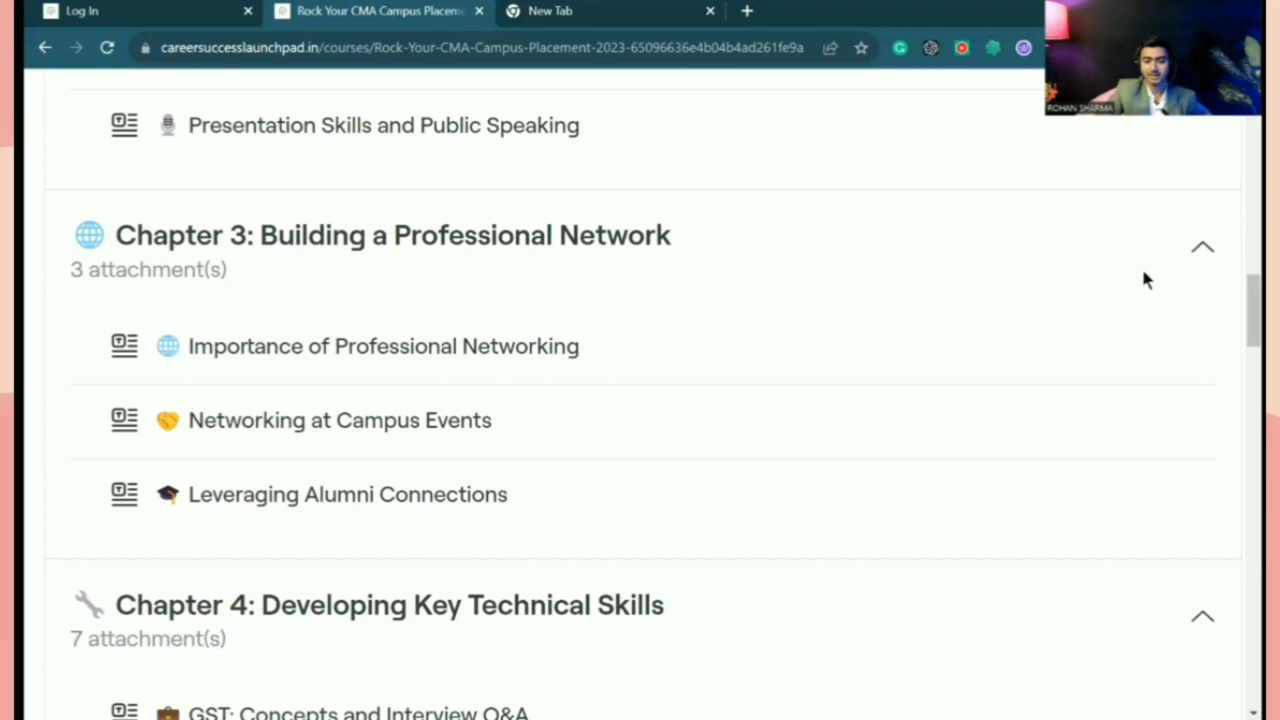 Log In
Rock Your CMA Campus Placem
New Tab
careersuccesslaunchpad.in/courses/Rock-Your-CMA-Campus-Placement-2023-65096636e4b04b4ad261fe9a
ROHAN SHARMA
Presentation Skills and Public Speaking
Chapter 3: Building a Professional Network
3 attachment(s)
Importance of Professional Networking
Networking at Campus Events
Leveraging Alumni Connections
Chapter 4: Developing Key Technical Skills
7 attachment(s)
GST: Concepts and Interview Q&A